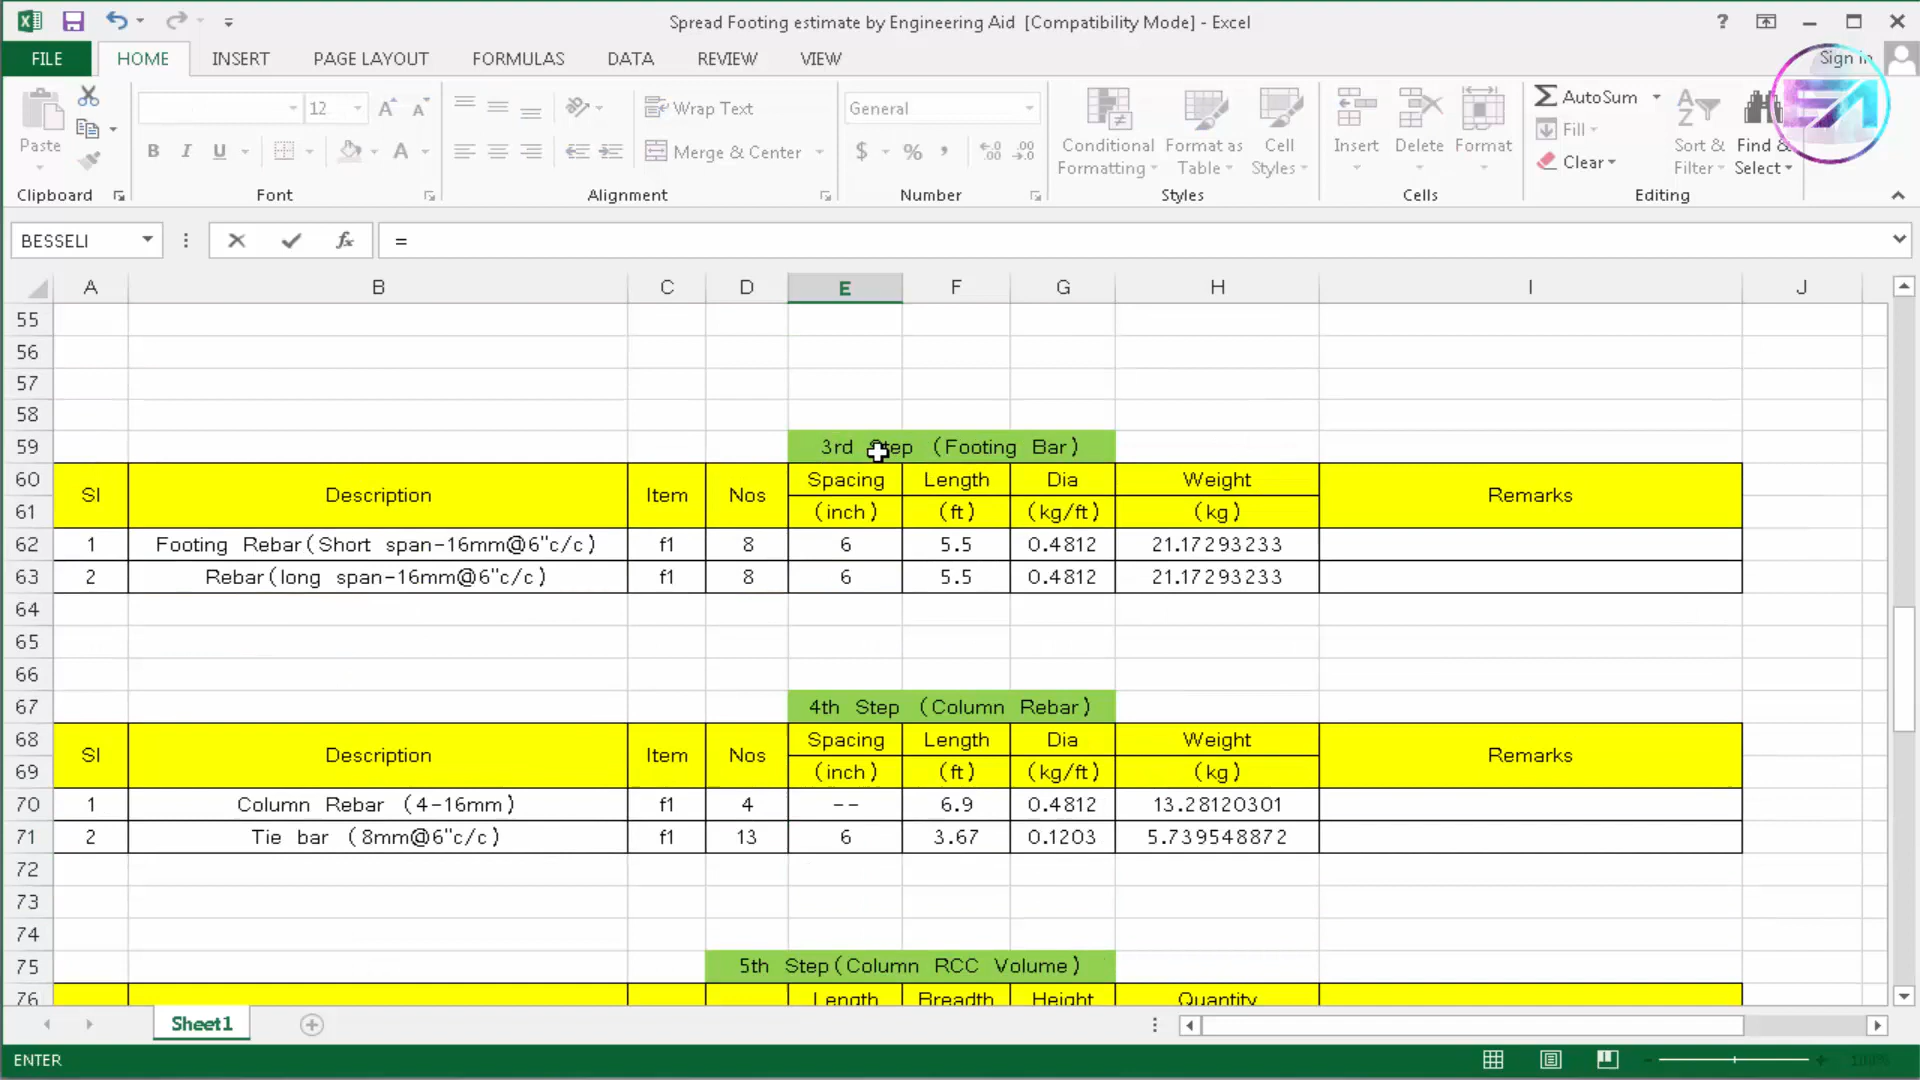 Spread Footing estimate by Engineering Aid [Compatibility Mode] - Excel
FILE HOME INSERT PAGE LAYOUT FORMULAS DATA REVIEW VIEW Sign in
Paste 12 Wrap Text General Conditional Formatting Format as Table Cell Styles Insert Delete Format AutoSum Fill Clear Sort & Filter Find & Select
B I U A Merge & Center $ % ,
Clipboard Font Alignment Number Styles Cells Editing
BESSELI fx =
A B C D E F G H I J
55
56
57
58
59 3rd Step (Footing Bar)
60 Sl Description Item Nos Spacing Length Dia Weight Remarks
61 (inch) (ft) (kg/ft) (kg)
62 1 Footing Rebar(Short span-16mm@6"c/c) f1 8 6 5.5 0.4812 21.17293233
63 2 Rebar(long span-16mm@6"c/c) f1 8 6 5.5 0.4812 21.17293233
64
65
66
67 4th Step (Column Rebar)
68 Sl Description Item Nos Spacing Length Dia Weight Remarks
69 (inch) (ft) (kg/ft) (kg)
70 1 Column Rebar (4-16mm) f1 4 -- 6.9 0.4812 13.28120301
71 2 Tie bar (8mm@6"c/c) f1 13 6 3.67 0.1203 5.739548872
72
73
74
75 5th Step(Column RCC Volume)
76 Length Breadth Height Quantity
Sheet1
ENTER